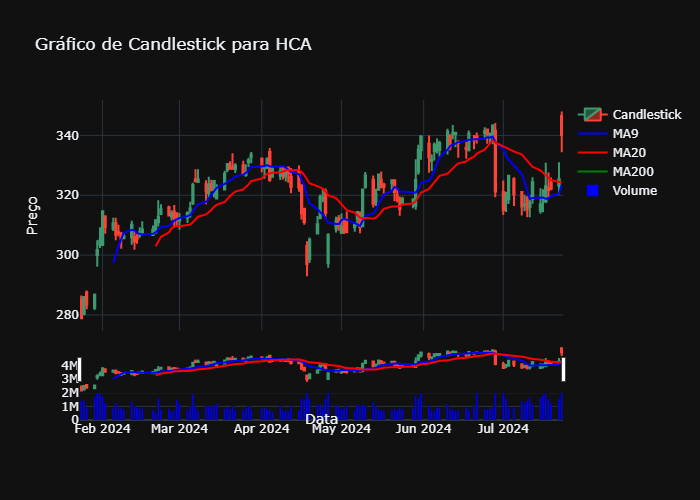 Gráfico de Candlestick para HCA
Candlestick
MA9
MA20
MA200
Volume
Preço
340
320
300
280
4M
3M
2M
1M
0
Feb 2024
Mar 2024
Apr 2024
May 2024
Jun 2024
Jul 2024
Data